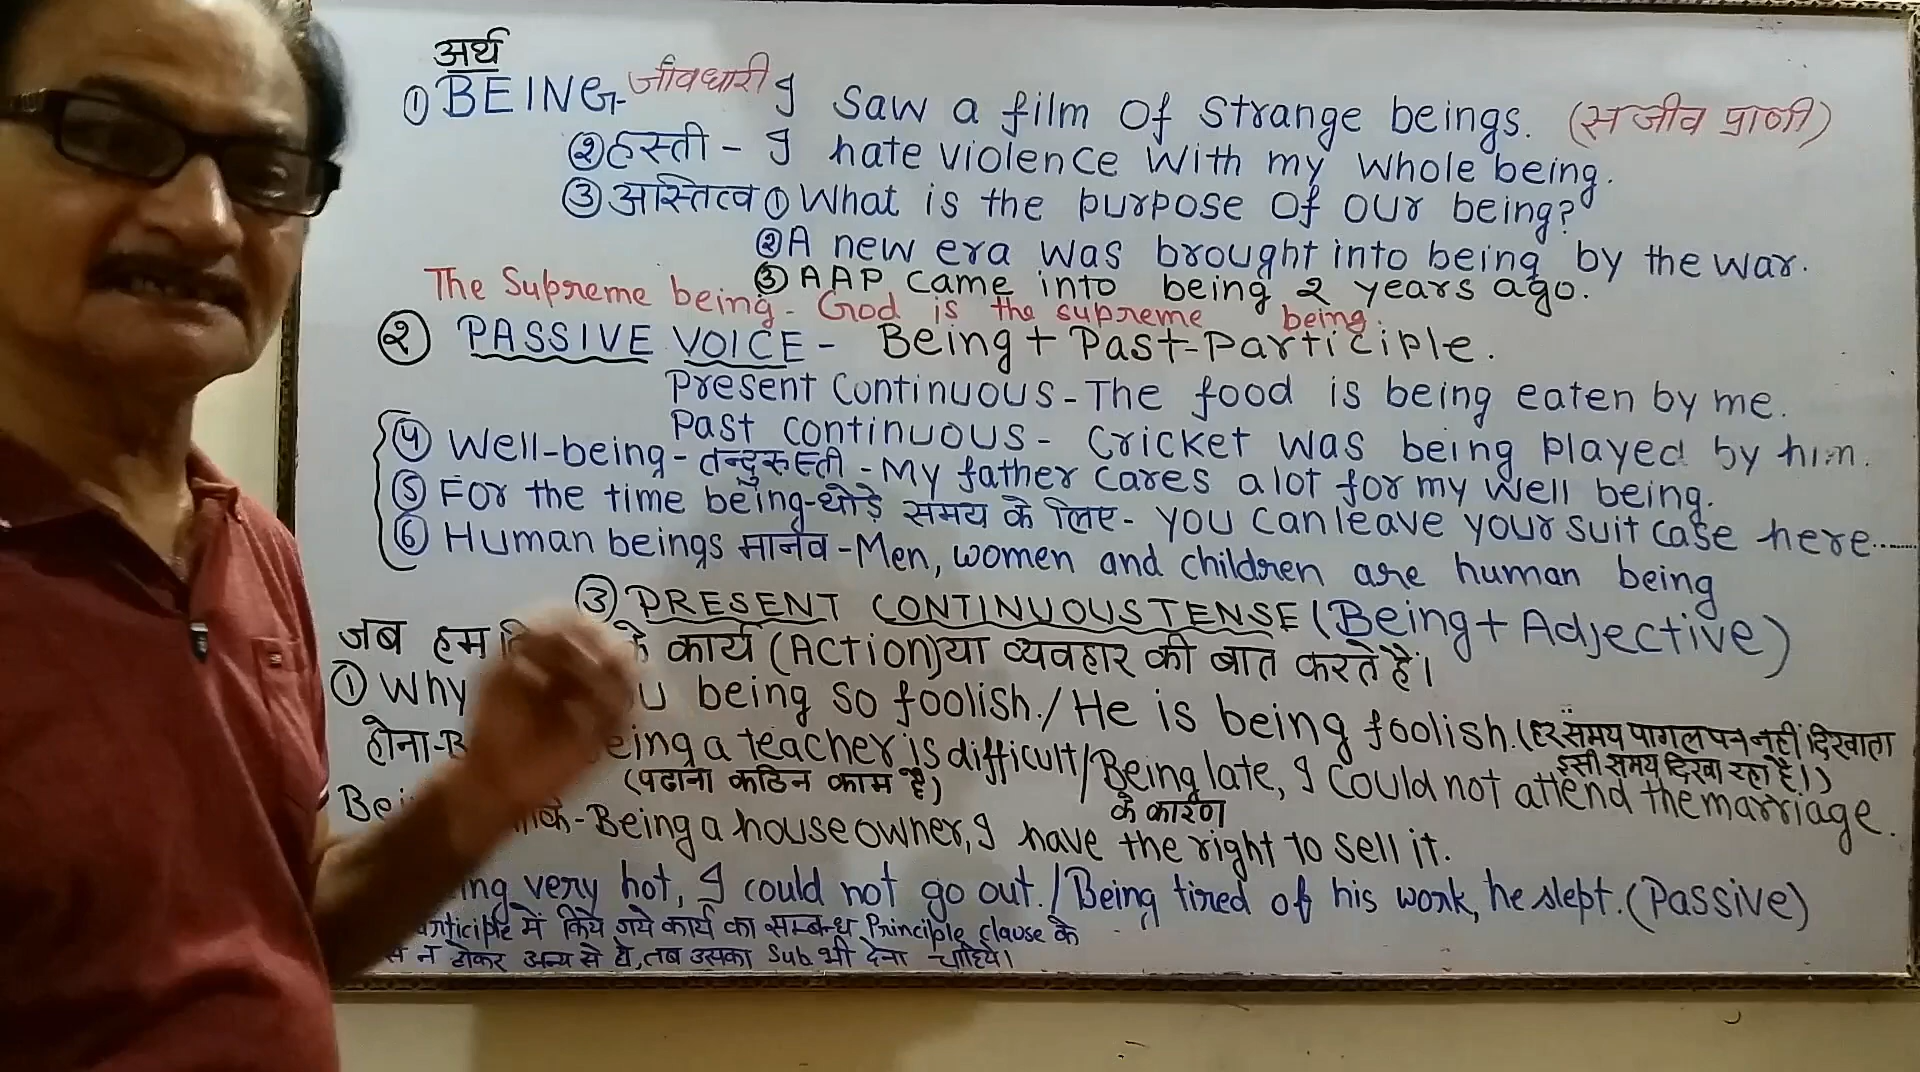 अर्थ
① BEING- जीवधारी I saw a film of strange beings. (सजीव प्राणी)
② हस्ती - I hate violence with my whole being.
③ अस्तित्व ① What is the purpose of our being?
② A new era was brought into being by the war.
③ AAP came into being 2 years ago.
The Supreme being - God is the supreme being.
② PASSIVE VOICE - Being + Past-Participle.
Present Continuous - The food is being eaten by me.
Past continuous - Cricket was being played by him.
④ Well-being - तन्दुरुस्ती - My father cares a lot for my well being.
⑤ For the time being - थोड़े समय के लिए - You can leave your suit case here......
⑥ Human beings मानव - Men, women and children are human being
③ PRESENT CONTINUOUS TENSE (Being + Adjective)
जब हम के कार्य (Action) या व्यवहार की बात करते हैं।
① Why being so foolish. / He is being foolish. (हर समय पागलपन नहीं दिखाता
इसी समय दिखा रहा है।)
होना - Being a teacher is difficult / Being late, I could not attend the marriage.
(पढाना कठिन काम है) के कारण
Being a house owner, I have the right to sell it.
very hot, I could not go out. / Being tired of his work, he slept. (Passive)
में किये गये कार्य का सम्बन्ध Principle clause के
न होकर अन्य से हो, तब उसका Sub. भी देना चाहिये।